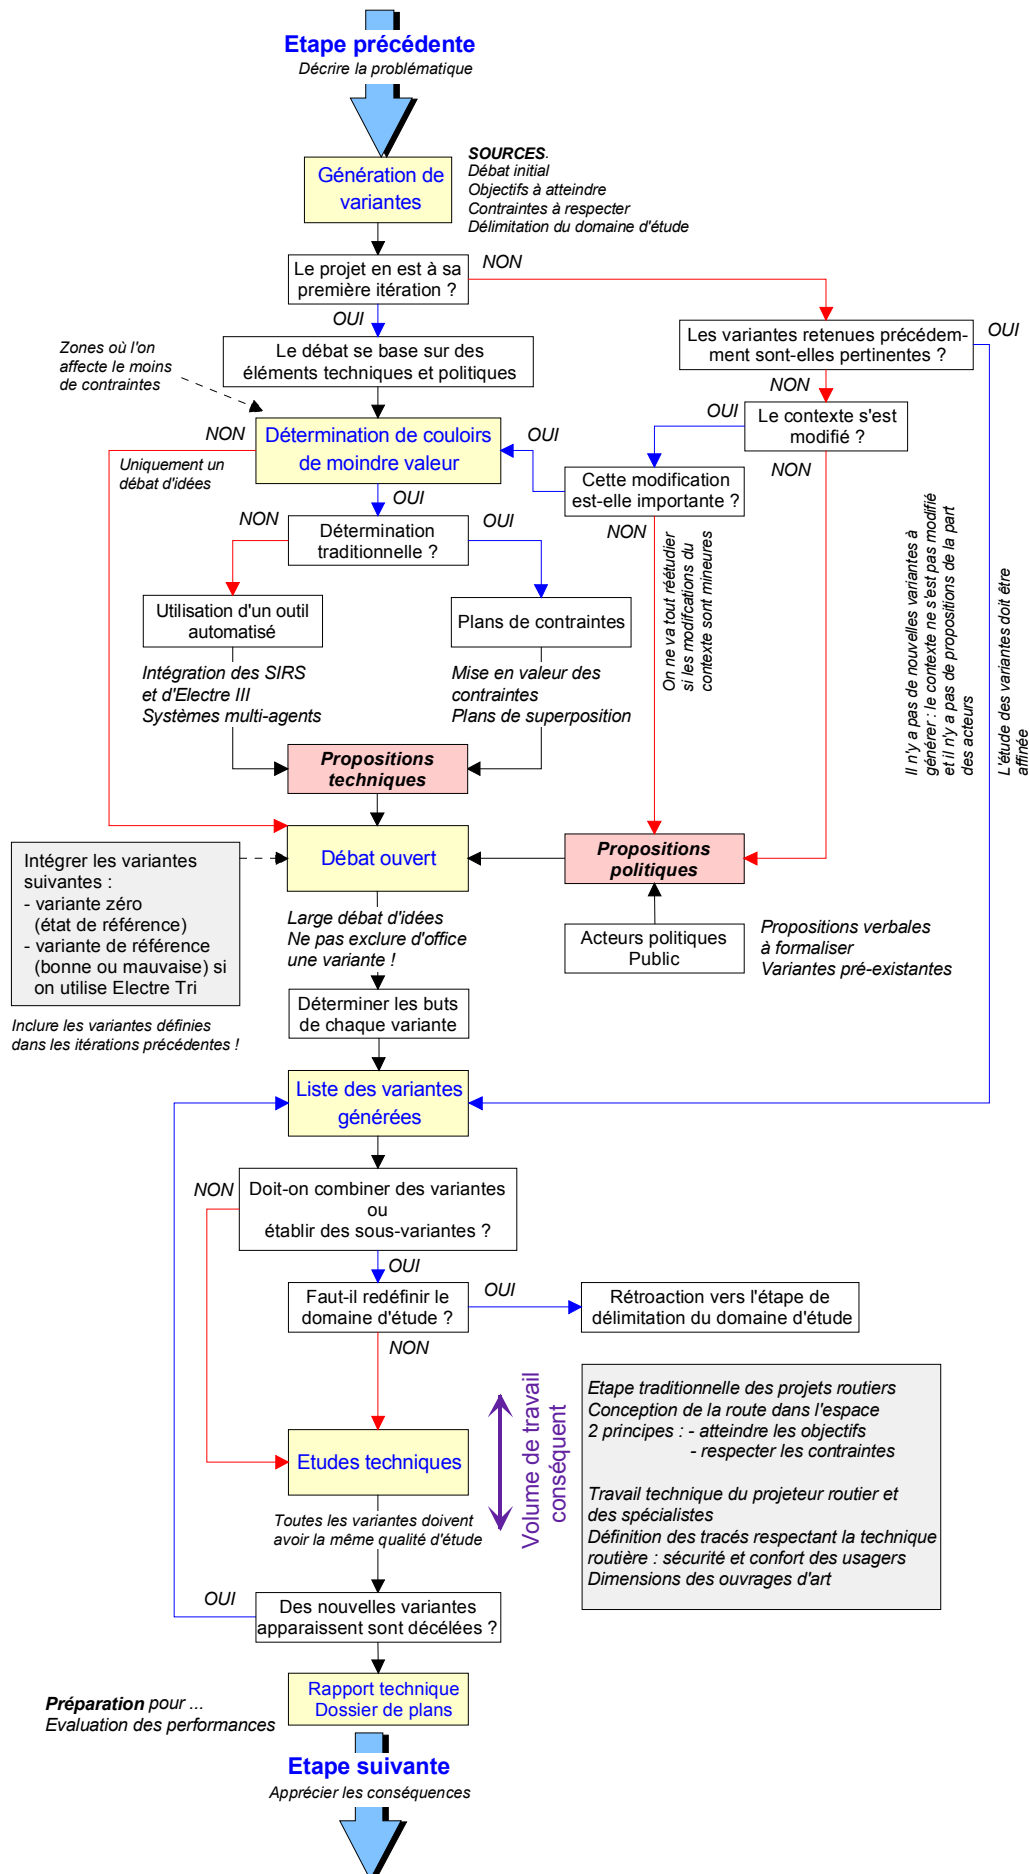 Etape précédente
Décrire la problématique
Génération de
variantes
SOURCES.
Débat initial
Objectifs à atteindre
Contraintes à respecter
Délimitation du domaine d'étude
Le projet en est à sa
première itération ?
NON
OUI
Les variantes retenues précédem-
ment sont-elles pertinentes ?
OUI
NON
Zones où l'on
affecte le moins
de contraintes
Le débat se base sur des
éléments techniques et politiques
Le contexte s'est
modifié ?
OUI
NON
NON
Détermination de couloirs
de moindre valeur
OUI
Uniquement un
débat d'idées
Cette modification
est-elle importante ?
NON
OUI
NON
Détermination
traditionnelle ?
OUI
On ne va tout réétudier
si les modifcations du
contexte sont mineures
Il n'y a pas de nouvelles variantes à
générer : le contexte ne s'est pas modifié
et il n'y a pas de propositions de la part
des acteurs
L'étude des variantes doit être
affinée
Utilisation d'un outil
automatisé
Plans de contraintes
Intégration des SIRS
et d'Electre III
Systèmes multi-agents
Mise en valeur des
contraintes
Plans de superposition
Propositions
techniques
Débat ouvert
Propositions
politiques
Intégrer les variantes
suivantes :
- variante zéro
(état de référence)
- variante de référence
(bonne ou mauvaise) si
on utilise Electre Tri
Inclure les variantes définies
dans les itérations précédentes !
Large débat d'idées
Ne pas exclure d'office
une variante !
Acteurs politiques
Public
Propositions verbales
à formaliser
Variantes pré-existantes
Déterminer les buts
de chaque variante
Liste des variantes
générées
NON
Doit-on combiner des variantes
ou
établir des sous-variantes ?
OUI
Faut-il redéfinir le
domaine d'étude ?
OUI
Rétroaction vers l'étape de
délimitation du domaine d'étude
NON
Etudes techniques
Volume de travail
conséquent
Etape traditionnelle des projets routiers
Conception de la route dans l'espace
2 principes : - atteindre les objectifs
- respecter les contraintes
Travail technique du projeteur routier et
des spécialistes
Définition des tracés respectant la technique
routière : sécurité et confort des usagers
Dimensions des ouvrages d'art
Toutes les variantes doivent
avoir la même qualité d'étude
OUI
Des nouvelles variantes
apparaissent sont décélées ?
Rapport technique
Dossier de plans
Préparation pour ...
Evaluation des performances
Etape suivante
Apprécier les conséquences